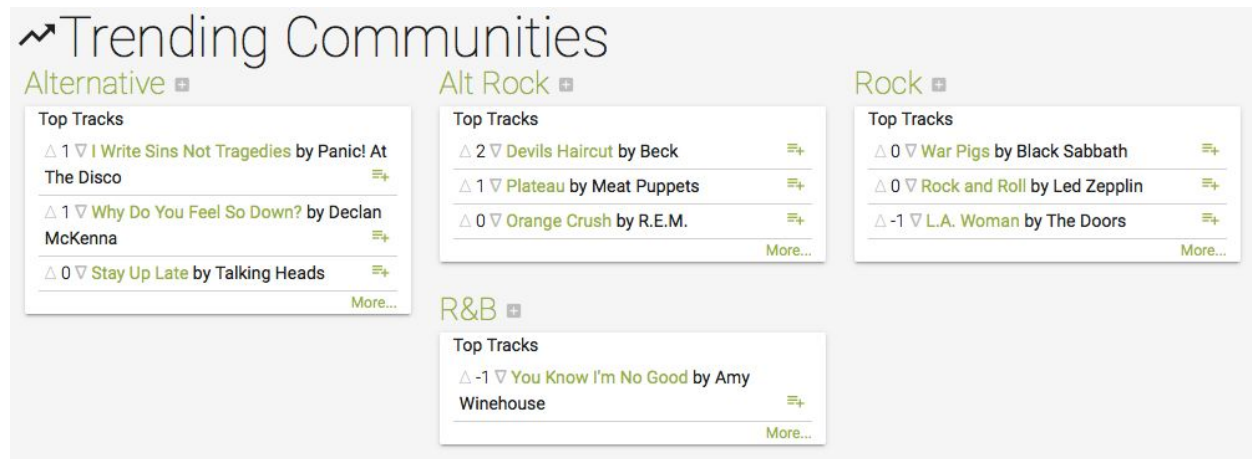 Trending Communities
Alternative
Top Tracks
△ 1 ▽ I Write Sins Not Tragedies by Panic! At
The Disco
△ 1 ▽ Why Do You Feel So Down? by Declan
McKenna
△ 0 ▽ Stay Up Late by Talking Heads
More...
Alt Rock
Top Tracks
△ 2 ▽ Devils Haircut by Beck
△ 1 ▽ Plateau by Meat Puppets
△ 0 ▽ Orange Crush by R.E.M.
More...
R&B
Top Tracks
△ -1 ▽ You Know I'm No Good by Amy
Winehouse
More...
Rock
Top Tracks
△ 0 ▽ War Pigs by Black Sabbath
△ 0 ▽ Rock and Roll by Led Zepplin
△ -1 ▽ L.A. Woman by The Doors
More...